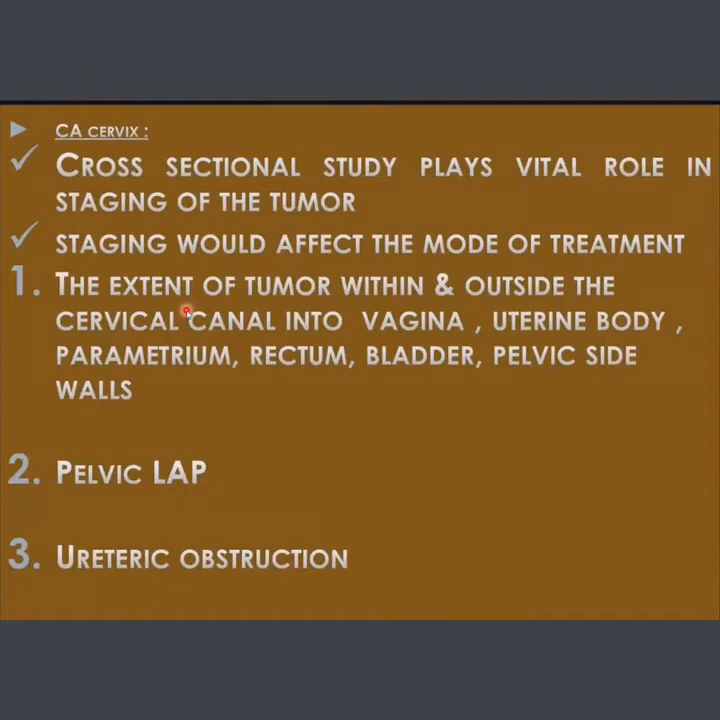 CA CERVIX :
CROSS SECTIONAL STUDY PLAYS VITAL ROLE IN
STAGING OF THE TUMOR
STAGING WOULD AFFECT THE MODE OF TREATMENT
1. THE EXTENT OF TUMOR WITHIN & OUTSIDE THE
CERVICAL CANAL INTO VAGINA , UTERINE BODY ,
PARAMETRIUM, RECTUM, BLADDER, PELVIC SIDE
WALLS
2. PELVIC LAP
3. URETERIC OBSTRUCTION